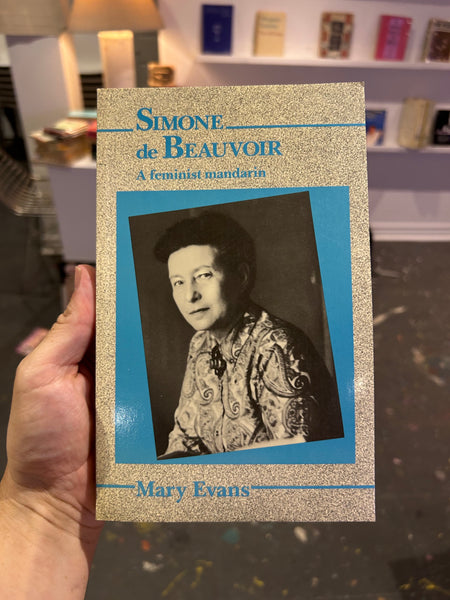 SIMONE
de BEAUVOIR
A feminist mandarin
Mary Evans